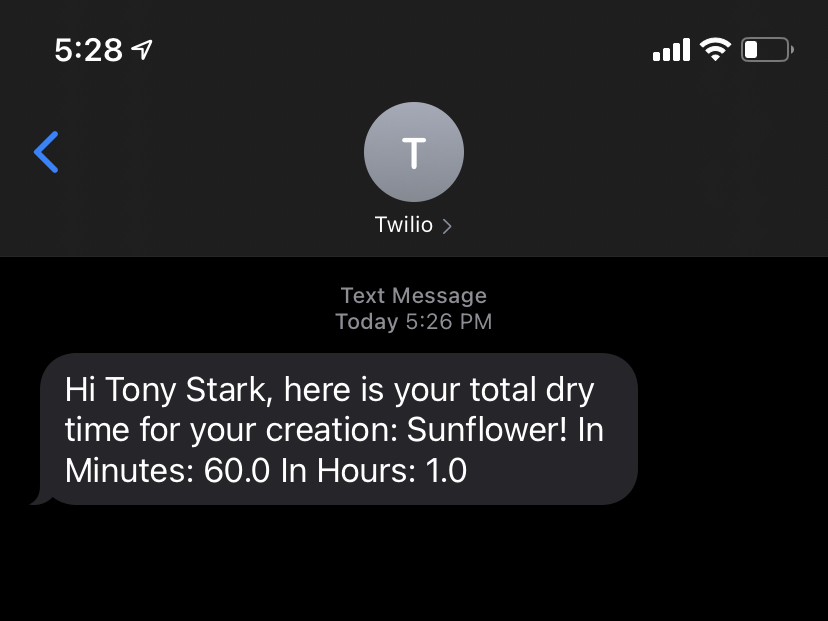 5:28
T
Twilio
Text Message
Today 5:26 PM
Hi Tony Stark, here is your total dry
time for your creation: Sunflower! In
Minutes: 60.0 In Hours: 1.0